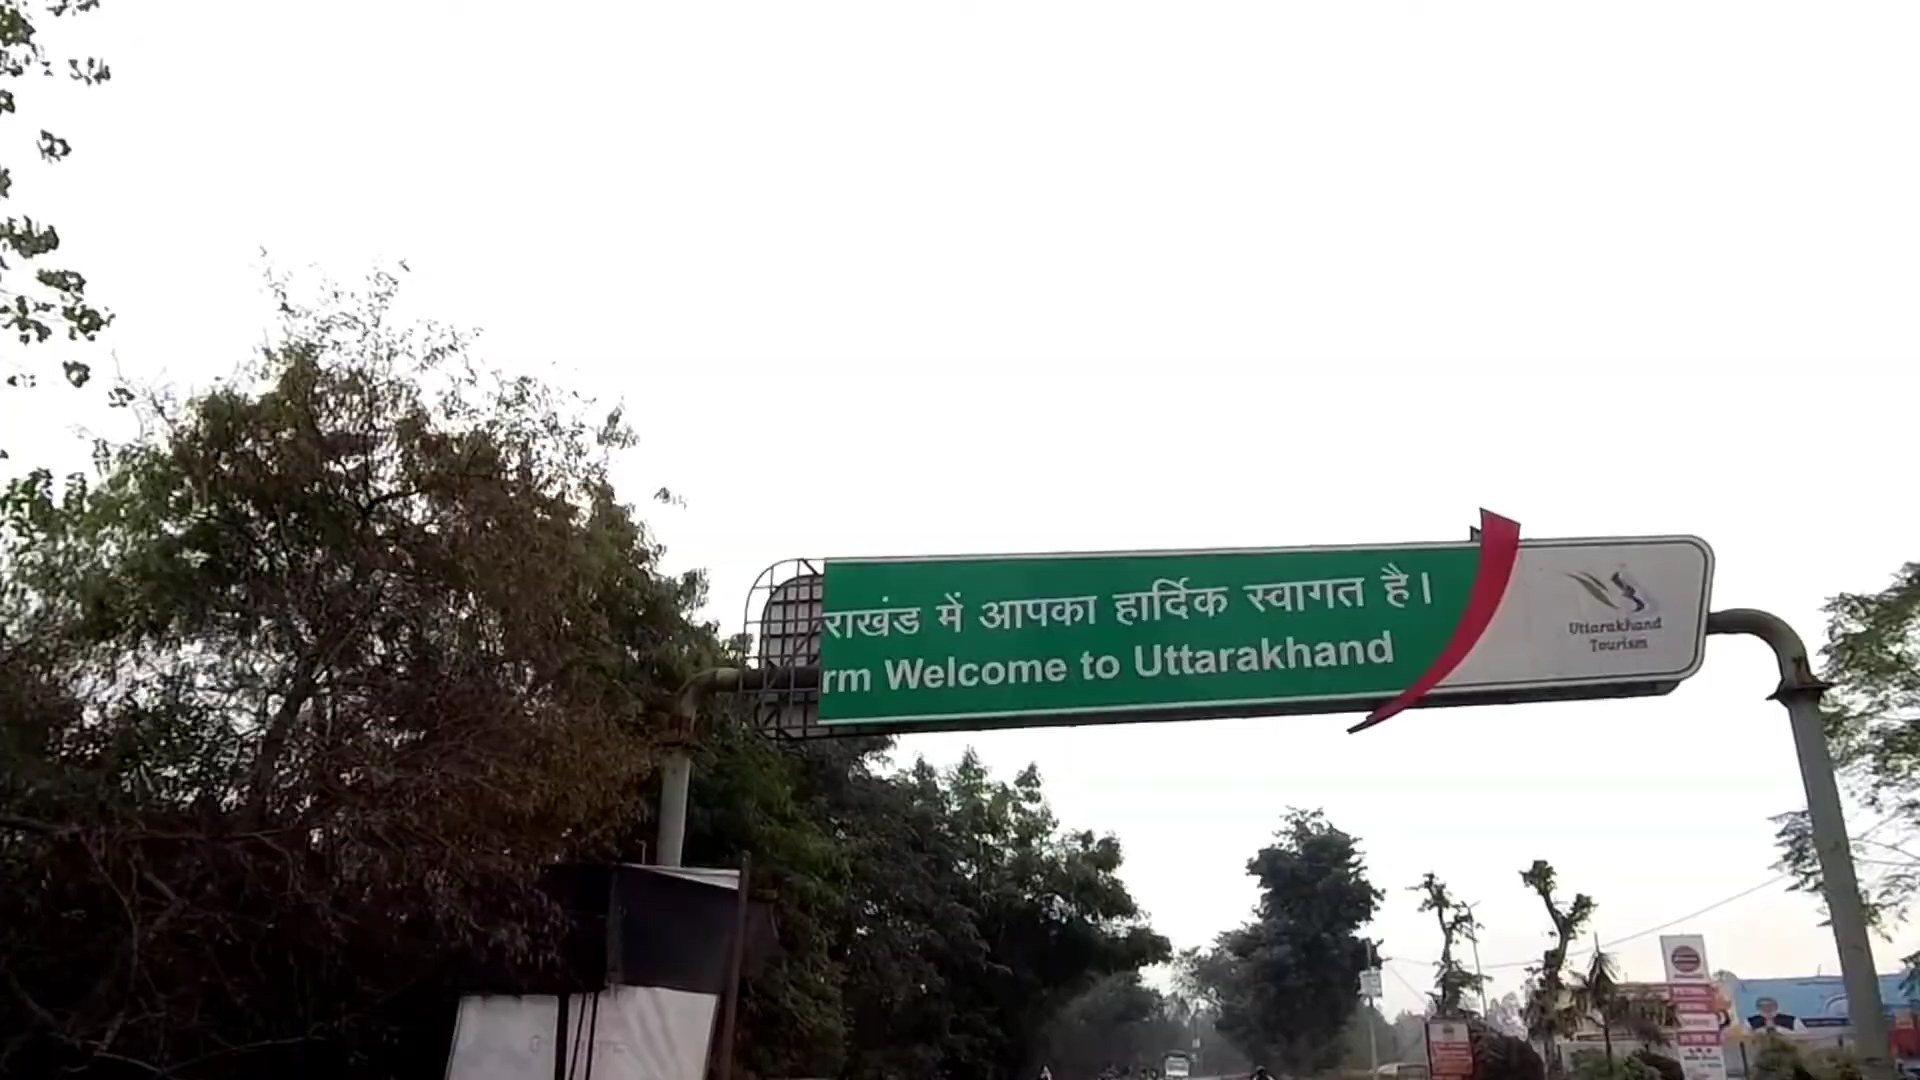 राखंड में आपका हार्दिक स्वागत है।
rm Welcome to Uttarakhand
Uttarakhand
Tourism